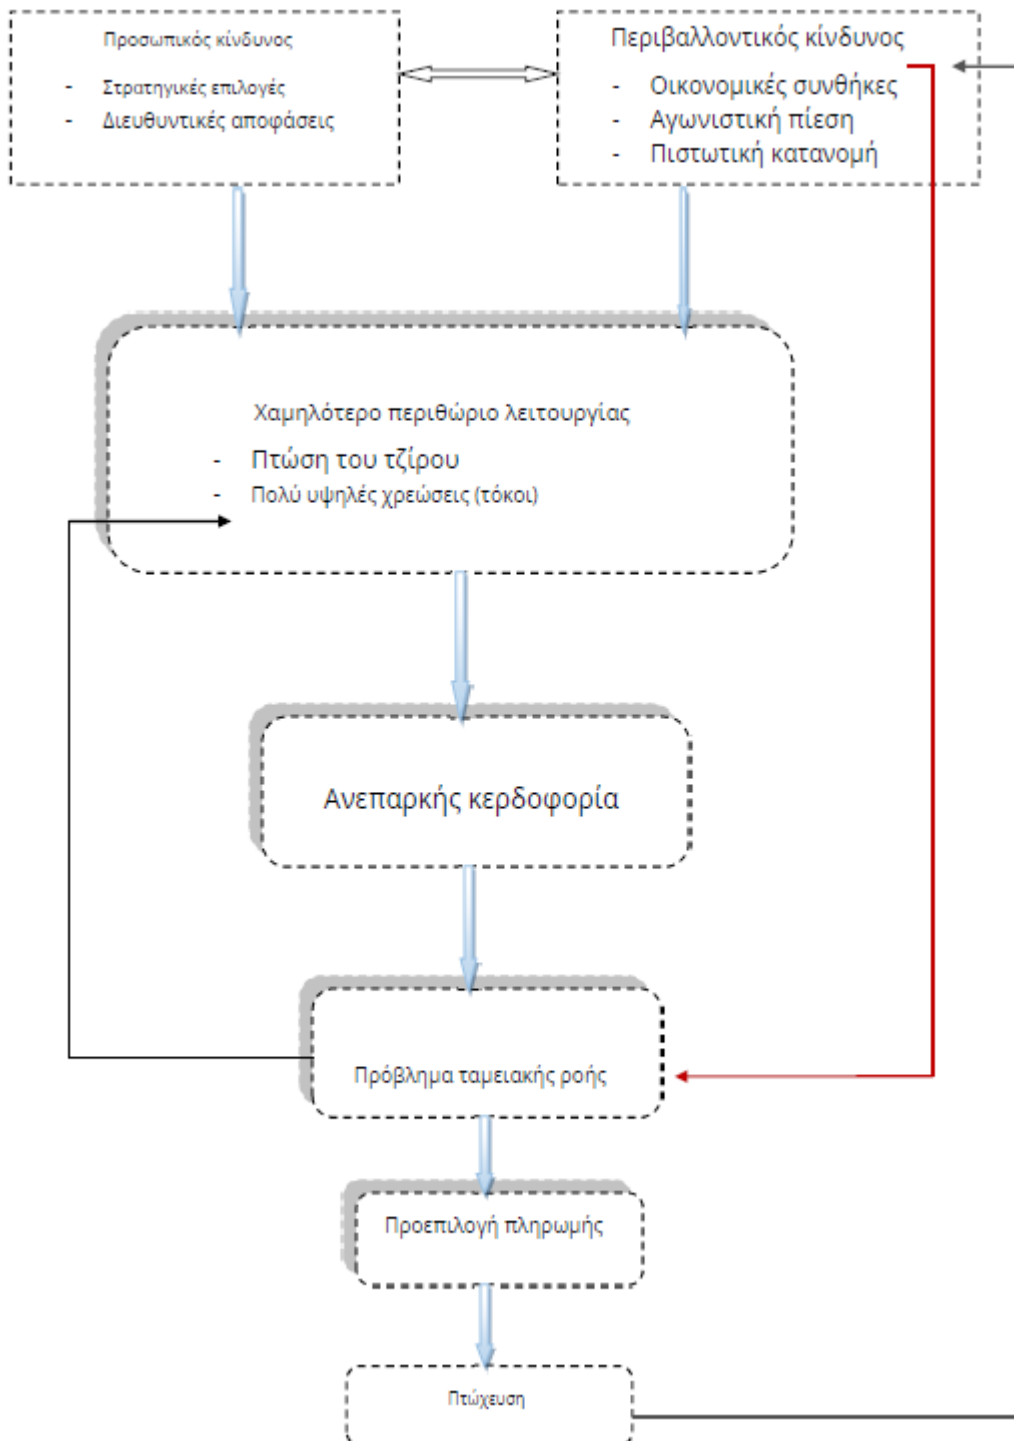 Προσωπικός κίνδυνος
- Στρατηγικές επιλογές
- Διευθυντικές αποφάσεις
Περιβαλλοντικός κίνδυνος
- Οικονομικές συνθήκες
- Αγωνιστική πίεση
- Πιστωτική κατανομή
Χαμηλότερο περιθώριο λειτουργίας
- Πτώση του τζίρου
- Πολύ υψηλές χρεώσεις (τόκοι)
Ανεπαρκής κερδοφορία
Πρόβλημα ταμειακής ροής
Προεπιλογή πληρωμής
Πτώχευση